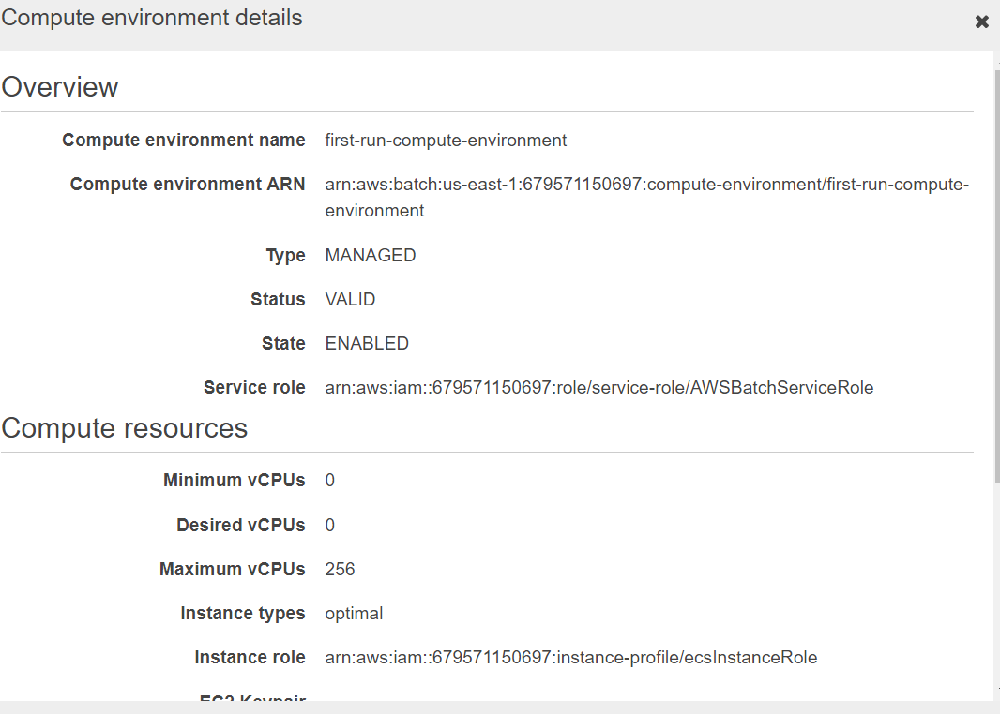 Compute environment details
Overview
Compute environment name first-run-compute-environment
Compute environment ARN arn:aws:batch:us-east-1:679571150697:compute-environment/first-run-compute-
environment
Type MANAGED
Status VALID
State ENABLED
Service role arn:aws:iam::679571150697:role/service-role/AWSBatchServiceRole
Compute resources
Minimum vCPUs 0
Desired vCPUs 0
Maximum vCPUs 256
Instance types optimal
Instance role arn:aws:iam::679571150697:instance-profile/ecsInstanceRole
EC2 Keypair